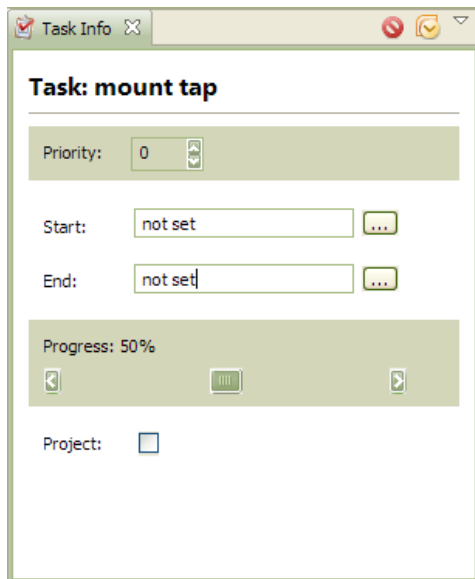 Task Info
Task: mount tap
Priority: 0
Start: not set ...
End: not set ...
Progress: 50%
Project: